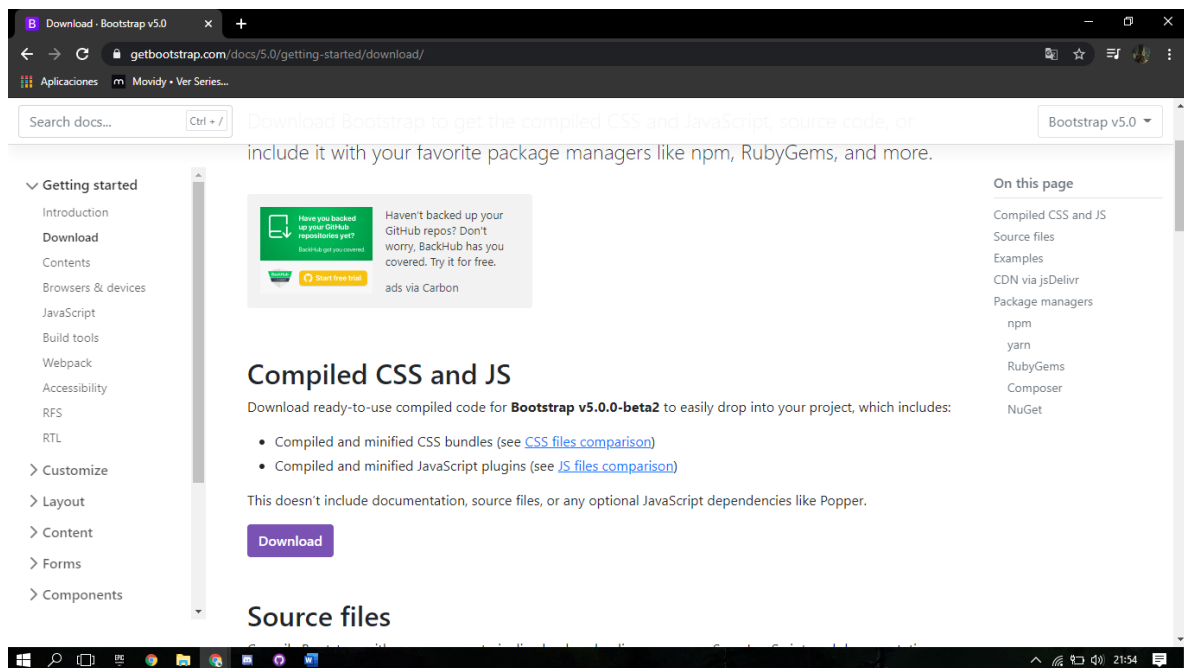 Download · Bootstrap v5.0
getbootstrap.com/docs/5.0/getting-started/download/
Aplicaciones
Movidy • Ver Series...
Search docs...
Ctrl + /
Bootstrap v5.0
Download Bootstrap to get the compiled CSS and JavaScript, source code, or
include it with your favorite package managers like npm, RubyGems, and more.
Getting started
Introduction
Download
Contents
Browsers & devices
JavaScript
Build tools
Webpack
Accessibility
RFS
RTL
Customize
Layout
Content
Forms
Components
Have you backed
up your GitHub
repositories yet?
BackHub got you covered.
BackHub
Start free trial
Haven't backed up your
GitHub repos? Don't
worry, BackHub has you
covered. Try it for free.
ads via Carbon
Compiled CSS and JS
Download ready-to-use compiled code for Bootstrap v5.0.0-beta2 to easily drop into your project, which includes:
Compiled and minified CSS bundles (see CSS files comparison)
Compiled and minified JavaScript plugins (see JS files comparison)
This doesn't include documentation, source files, or any optional JavaScript dependencies like Popper.
Download
Source files
On this page
Compiled CSS and JS
Source files
Examples
CDN via jsDelivr
Package managers
npm
yarn
RubyGems
Composer
NuGet
21:54